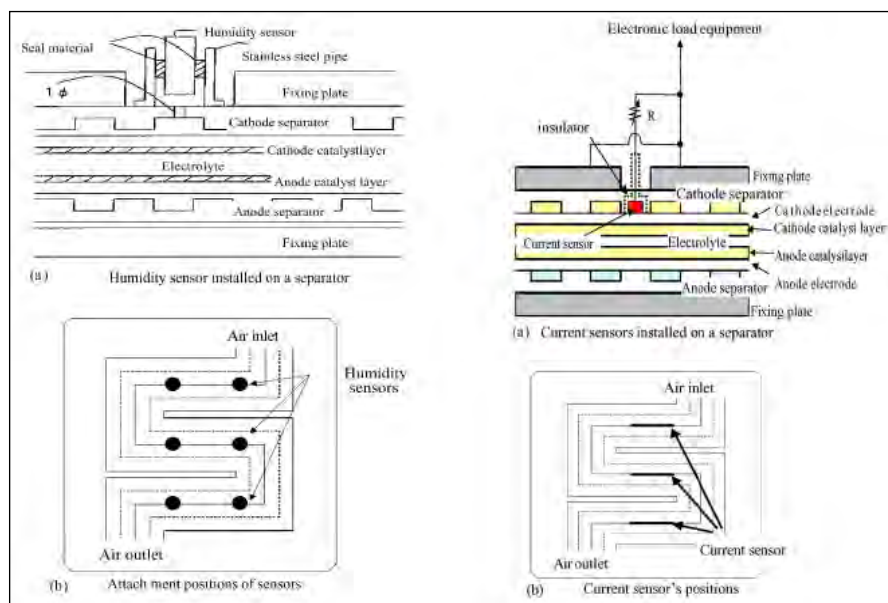 Humidity sensor
Seal material
Stainless steel pipe
1 φ
Fixing plate
Cathode separator
Cathode catalystlayer
Electrolyte
Anode catalyst layer
Anode separator
Fixing plate
(a) Humidity sensor installed on a separator
Air inlet
Humidity
sensors
Air outlet
(b) Attach ment positions of sensors
Electronic load equipment
R
insulator
Fixing plate
Cathode separator
Cathode electrode
Cathode catalyst layer
Current sensor
Electrolyte
Anode catalysilayer
Anode electrode
Anode separator
Fixing plate
(a) Current sensors installed on a separator
Air inlet
Current sensor
Air outlet
(b) Current sensor's positions